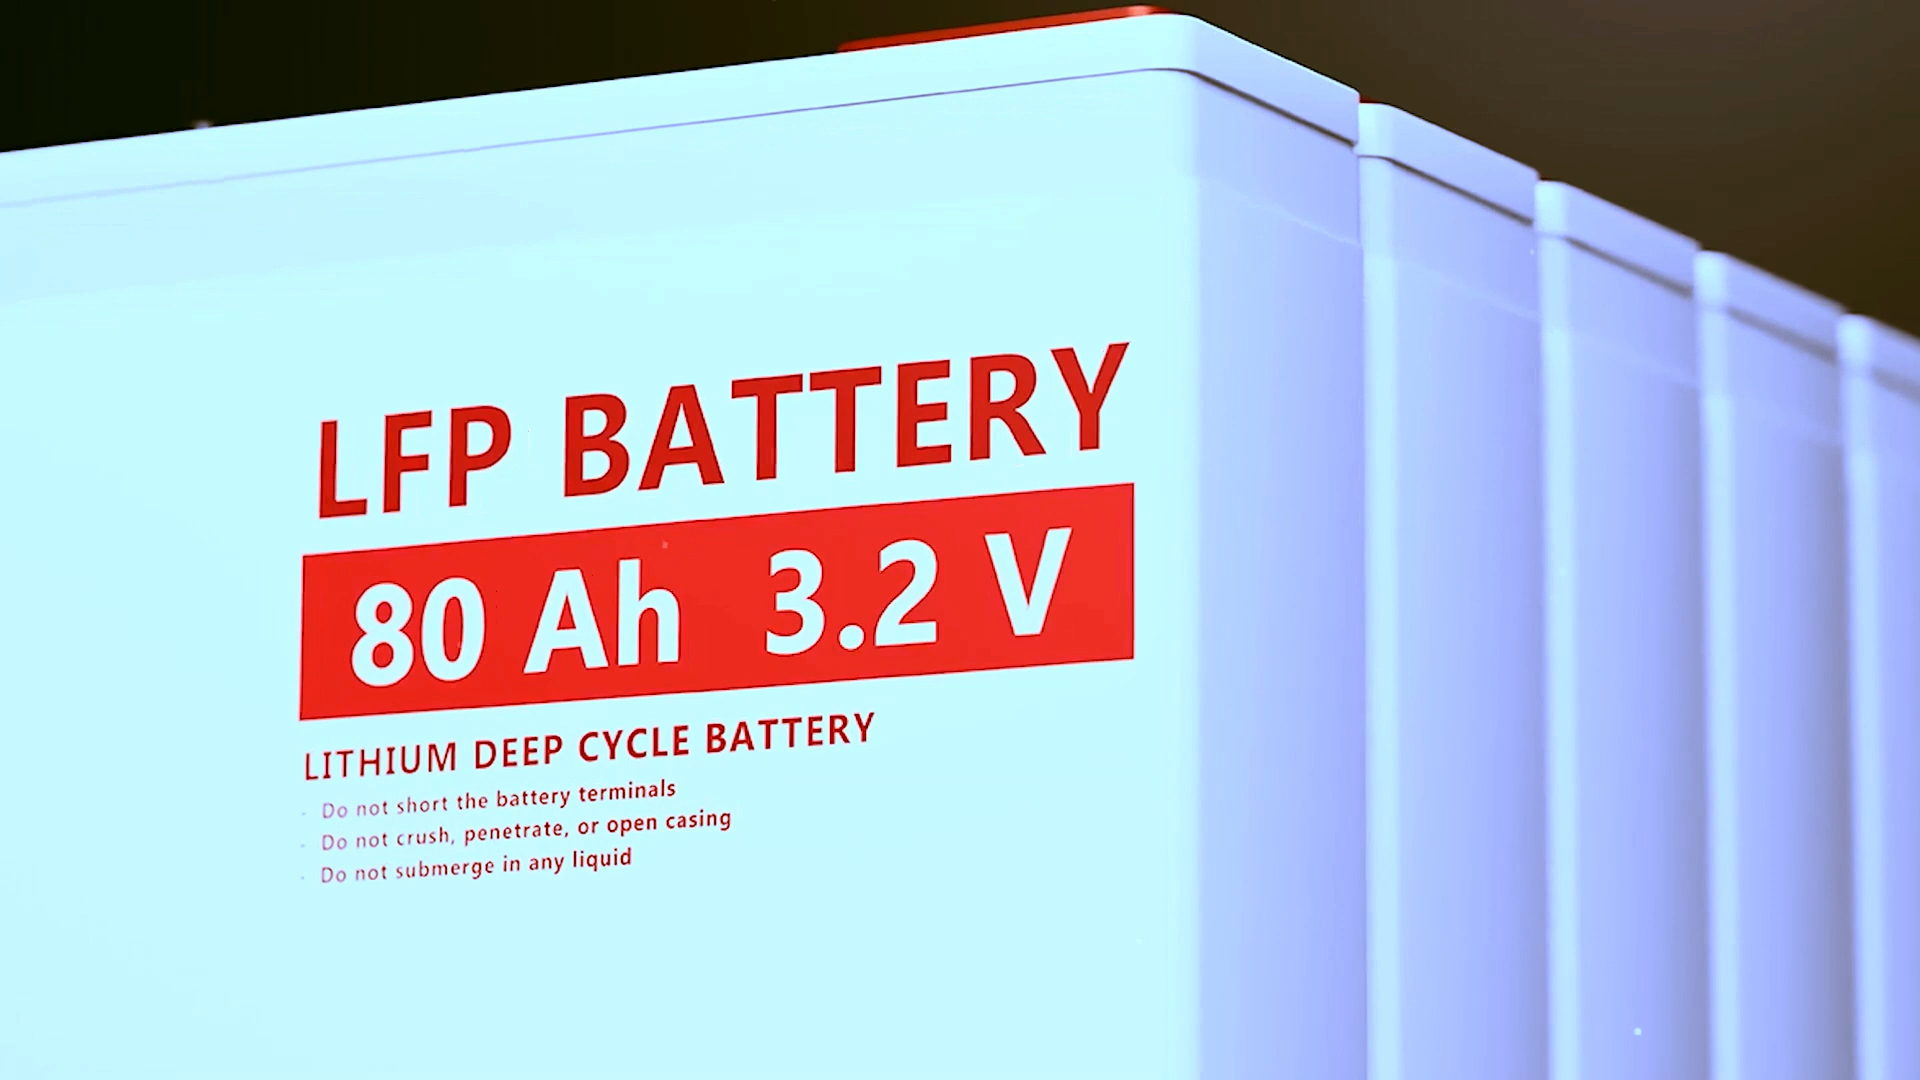 LFP BATTERY
80 Ah 3.2 V
LITHIUM DEEP CYCLE BATTERY
- Do not short the battery terminals
- Do not crush, penetrate, or open casing
- Do not submerge in any liquid